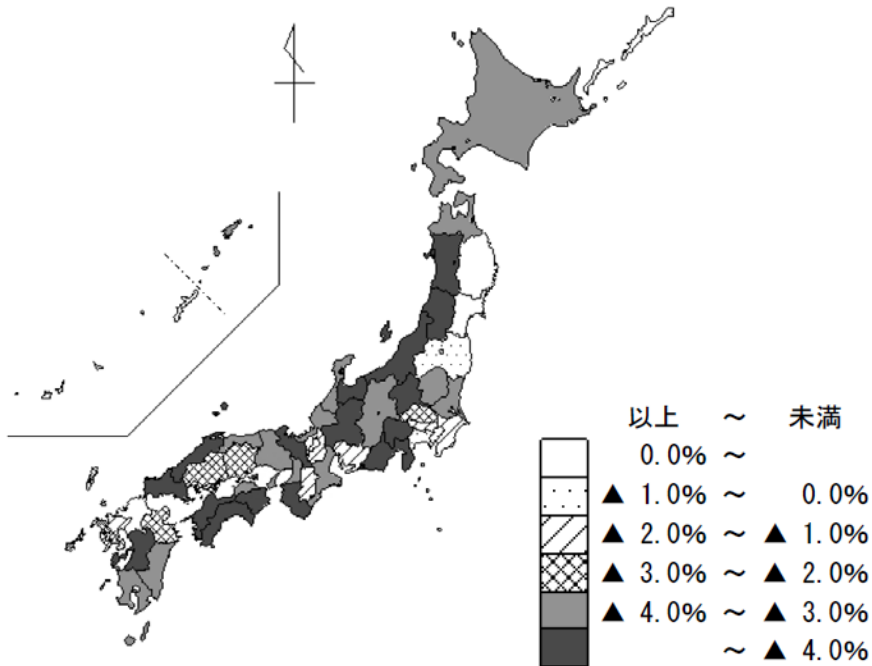 以上 ～ 未満
0.0% ～
▲ 1.0% ～ 0.0%
▲ 2.0% ～ ▲ 1.0%
▲ 3.0% ～ ▲ 2.0%
▲ 4.0% ～ ▲ 3.0%
～ ▲ 4.0%